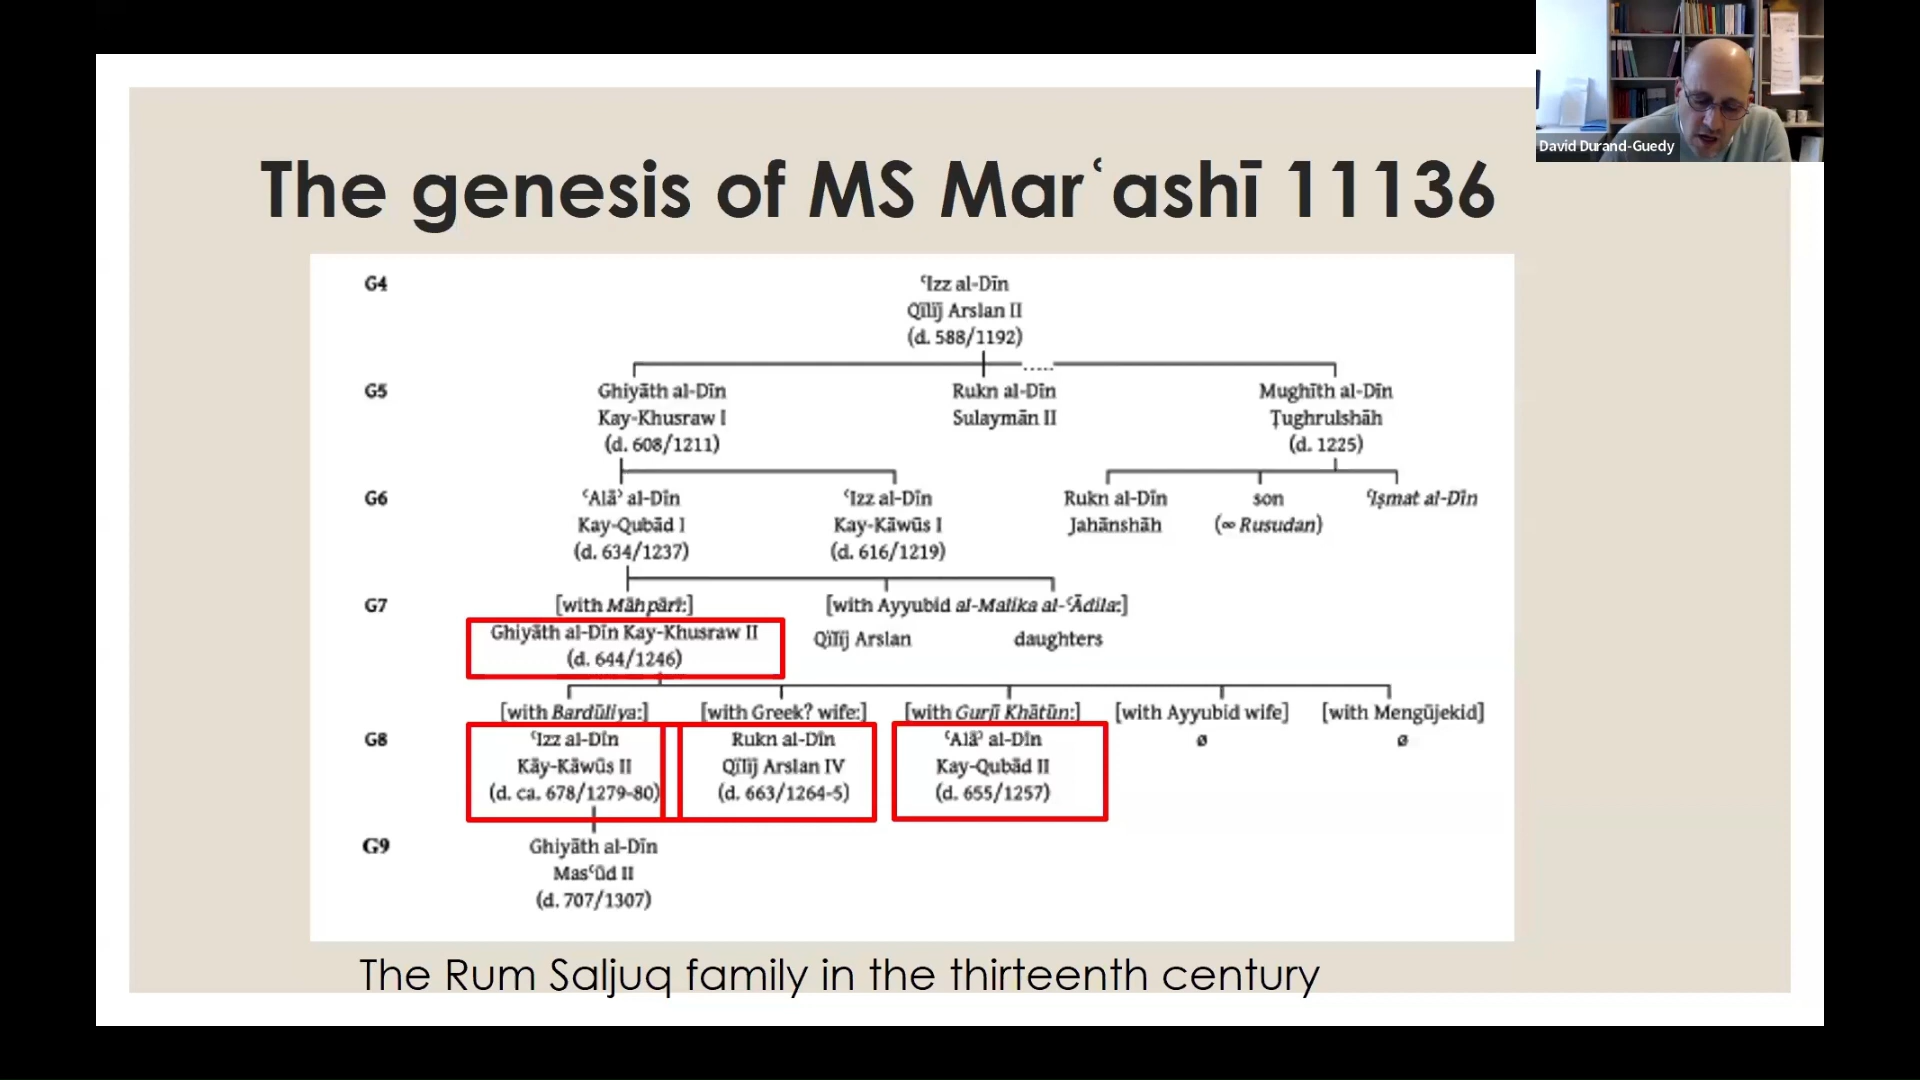 David Durand-Guedy
The genesis of MS Marʿashī 11136
G4
ʿIzz al-Dīn
Qïlïj Arslan II
(d. 588/1192)
G5
Ghiyāth al-Dīn
Kay-Khusraw I
(d. 608/1211)
Rukn al-Dīn
Sulaymān II
Mughīth al-Dīn
Ṭughrulshāh
(d. 1225)
G6
ʿAlāʾ al-Dīn
Kay-Qubād I
(d. 634/1237)
ʿIzz al-Dīn
Kay-Kāwūs I
(d. 616/1219)
Rukn al-Dīn
Jahānshāh
son
(∞ Rusudan)
ʿIṣmat al-Dīn
G7
[with Māhparī:]
Ghiyāth al-Dīn Kay-Khusraw II
(d. 644/1246)
[with Ayyubid al-Malika al-ʿĀdila:]
Qïlïj Arslan
daughters
G8
[with Bardūliya:]
ʿIzz al-Dīn
Kāy-Kāwūs II
(d. ca. 678/1279-80)
[with Greek? wife:]
Rukn al-Dīn
Qïlïj Arslan IV
(d. 663/1264-5)
[with Gurjī Khātūn:]
ʿAlāʾ al-Dīn
Kay-Qubād II
(d. 655/1257)
[with Ayyubid wife]
ø
[with Mengüjekid]
ø
G9
Ghiyāth al-Dīn
Masʿūd II
(d. 707/1307)
The Rum Saljuq family in the thirteenth century